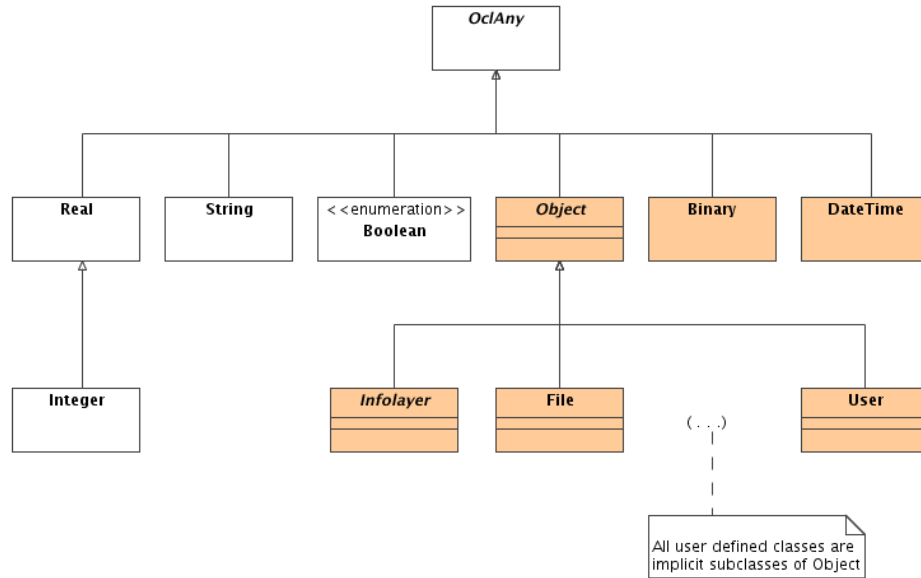 OclAny
Real
String
<<enumeration>>
Boolean
Object
Binary
DateTime
Integer
Infolayer
File
(...)
User
All user defined classes are
implicit subclasses of Object